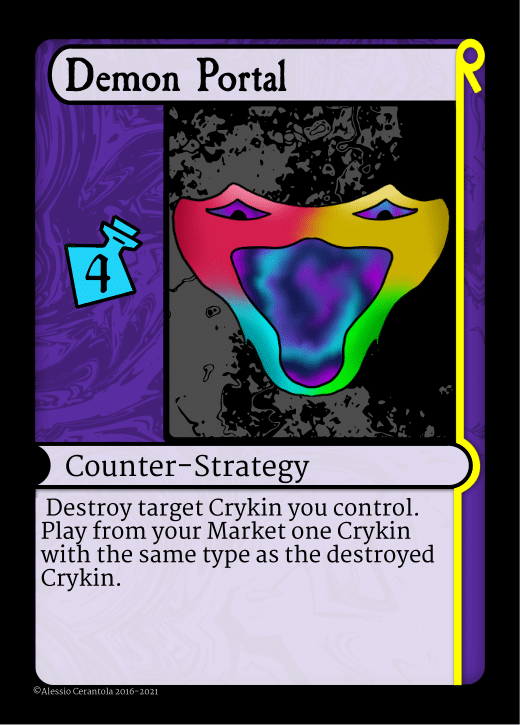 Demon Portal
4
Counter-Strategy
Destroy target Crykin you control.
Play from your Market one Crykin
with the same type as the destroyed
Crykin.
©Alessio Cerantola 2016-2021